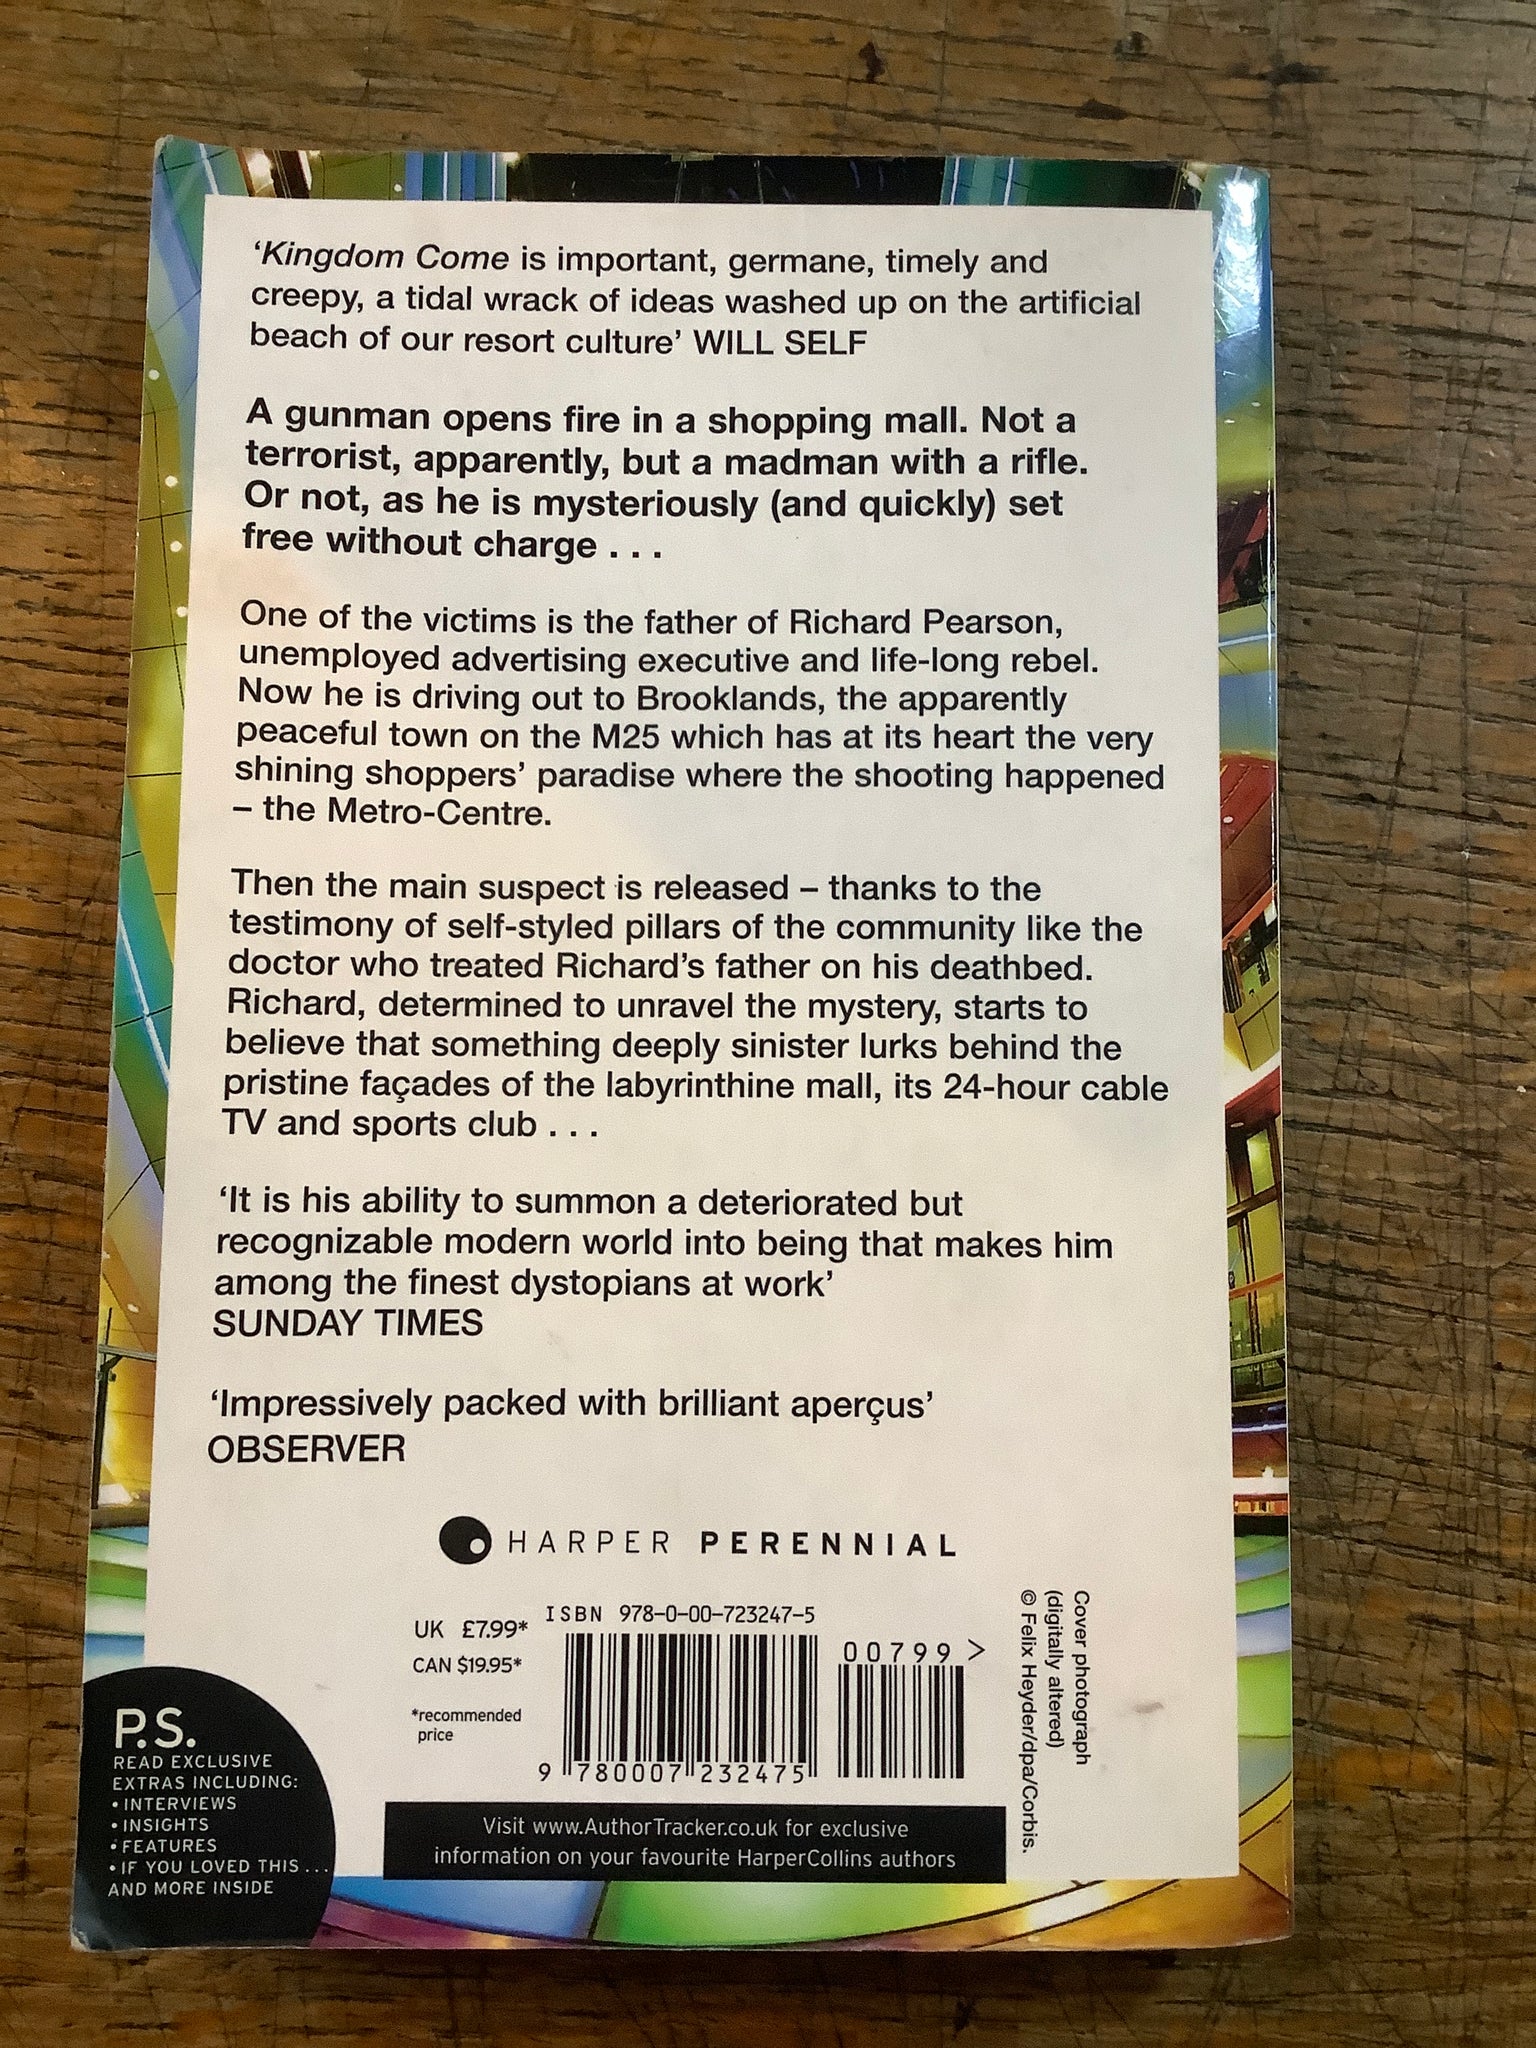 ‘Kingdom Come is important, germane, timely and
creepy, a tidal wrack of ideas washed up on the artificial
beach of our resort culture’ WILL SELF
A gunman opens fire in a shopping mall. Not a
terrorist, apparently, but a madman with a rifle.
Or not, as he is mysteriously (and quickly) set
free without charge . . .
One of the victims is the father of Richard Pearson,
unemployed advertising executive and life-long rebel.
Now he is driving out to Brooklands, the apparently
peaceful town on the M25 which has at its heart the very
shining shoppers’ paradise where the shooting happened
– the Metro-Centre.
Then the main suspect is released – thanks to the
testimony of self-styled pillars of the community like the
doctor who treated Richard’s father on his deathbed.
Richard, determined to unravel the mystery, starts to
believe that something deeply sinister lurks behind the
pristine façades of the labyrinthine mall, its 24-hour cable
TV and sports club . . .
‘It is his ability to summon a deteriorated but
recognizable modern world into being that makes him
among the finest dystopians at work’
SUNDAY TIMES
‘Impressively packed with brilliant aperçus’
OBSERVER
HARPER PERENNIAL
UK £7.99*
CAN $19.95*
*recommended
price
ISBN 978-0-00-723247-5
00799>
9 780007 232475
Cover photograph
(digitally altered)
© Felix Heyder/dpa/Corbis.
P.S.
READ EXCLUSIVE
EXTRAS INCLUDING:
• INTERVIEWS
• INSIGHTS
• FEATURES
• IF YOU LOVED THIS . . .
AND MORE INSIDE
Visit www.AuthorTracker.co.uk for exclusive
information on your favourite HarperCollins authors